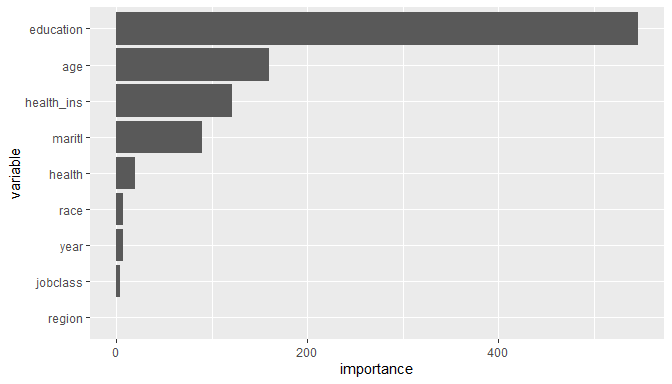 education
age
health_ins
maritl
health
race
year
jobclass
region
variable
0
200
400
importance